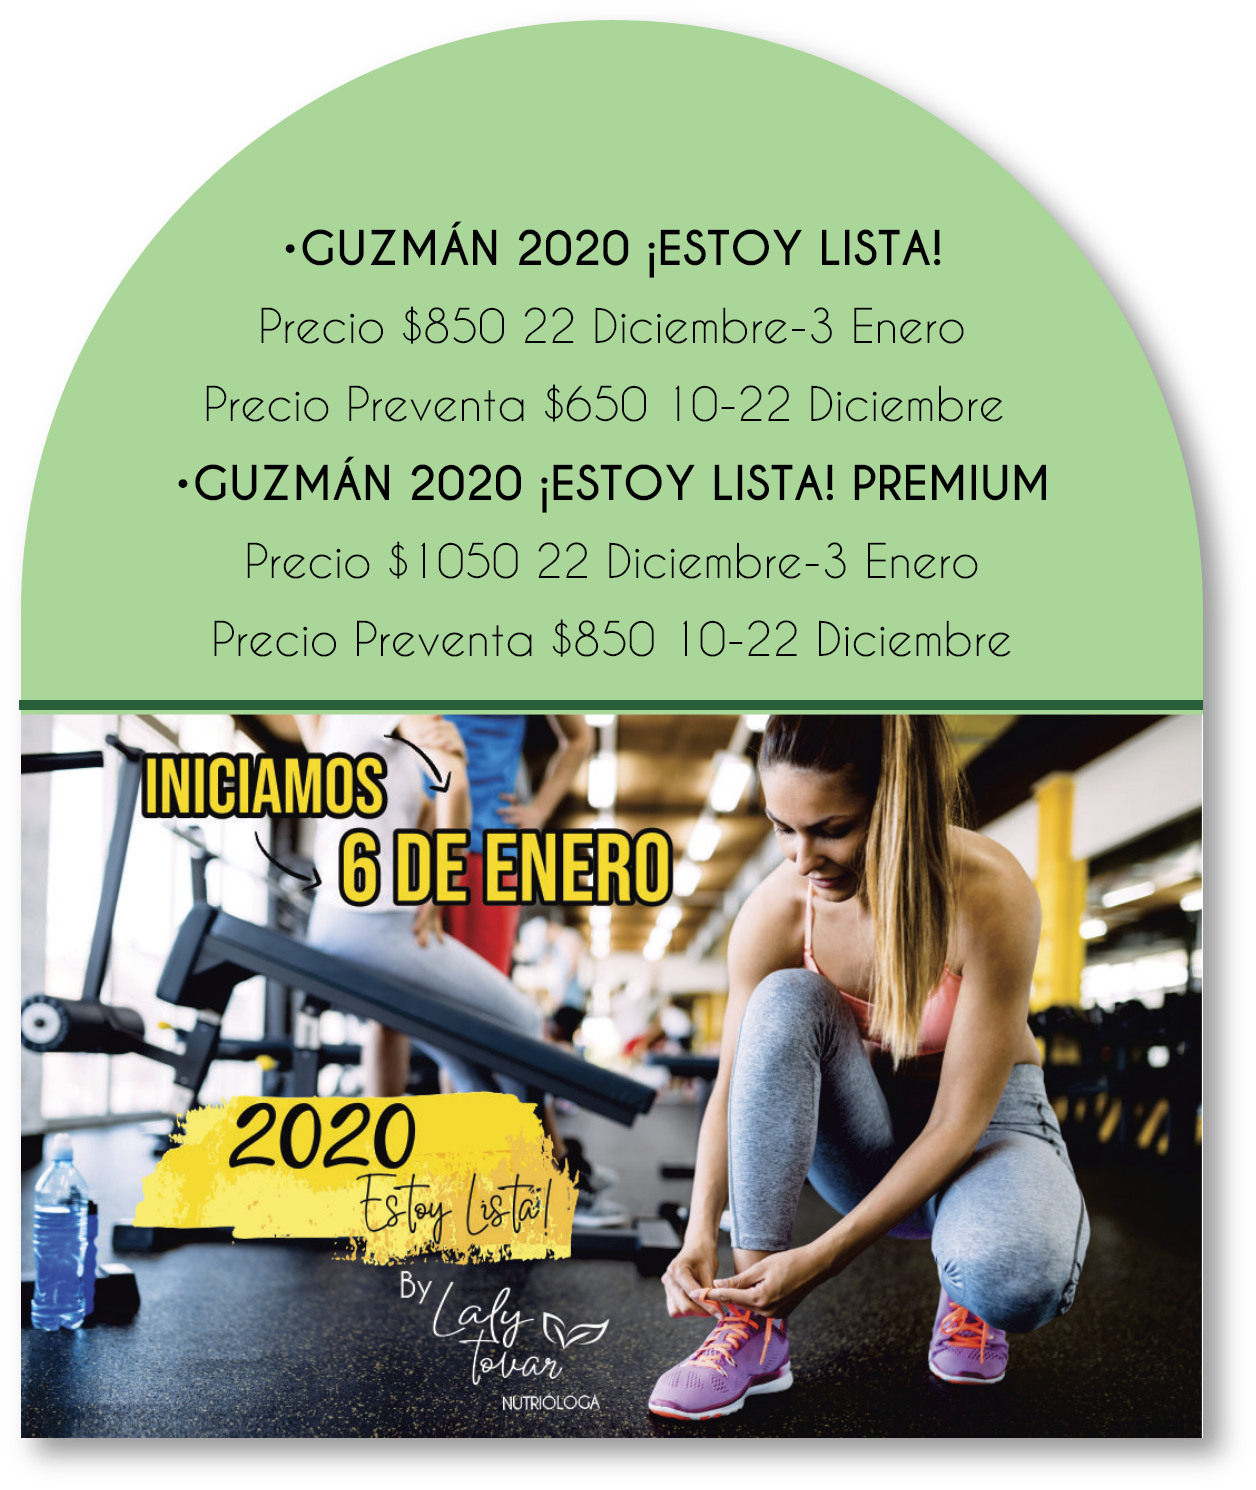 •GUZMÁN 2020 ¡ESTOY LISTA!
Precio $850 22 Diciembre-3 Enero
Precio Preventa $650 10-22 Diciembre
•GUZMÁN 2020 ¡ESTOY LISTA! PREMIUM
Precio $1050 22 Diciembre-3 Enero
Precio Preventa $850 10-22 Diciembre
INICIAMOS
6 DE ENERO
2020
Estoy Lista!
By Laly
tovar
NUTRIÓLOGA